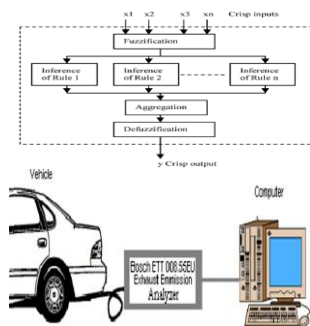 x1 x2 x3 xn Crisp inputs
Fuzzification
Inference of Rule 1
Inference of Rule 2
Inference of Rule n
Aggregation
Defuzzification
y Crisp output
Vehicle
Computer
Bosch ETT 008.55EU
Exhaust Emmission
Analyzer